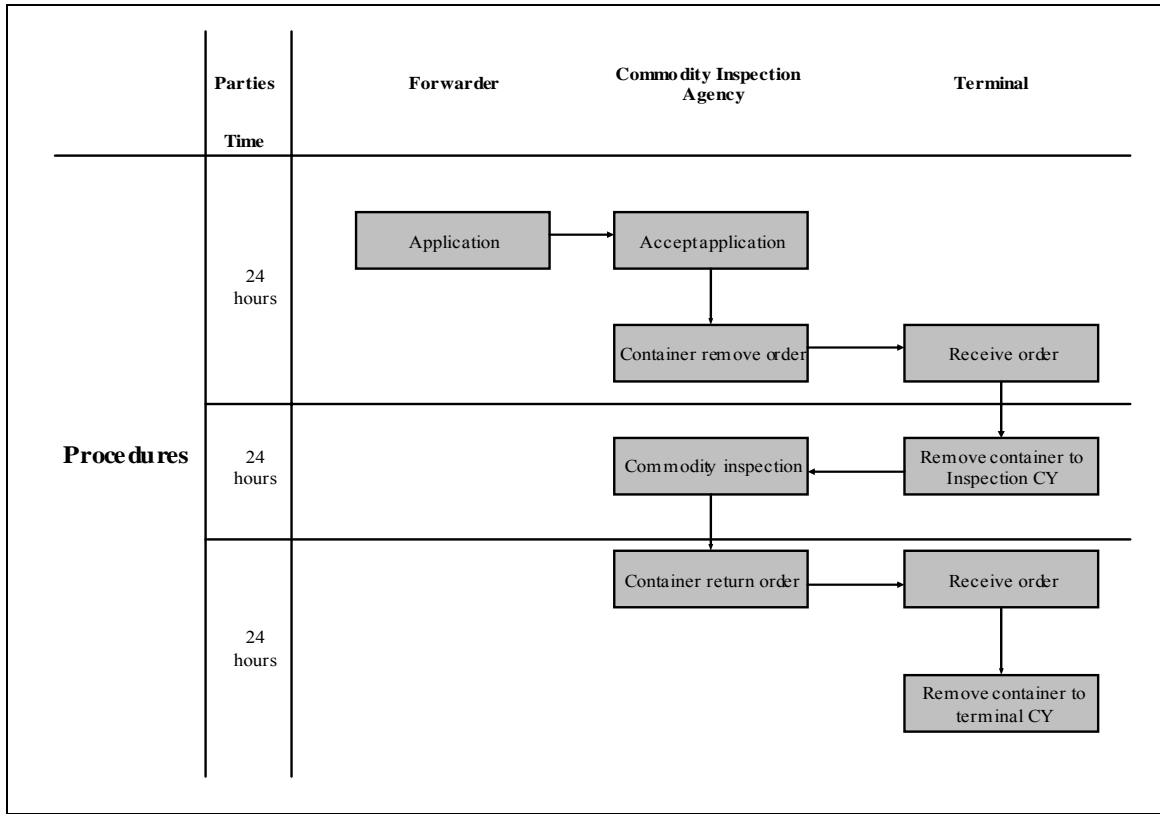 Parties
Forwarder
Commodity Inspection
Agency
Terminal
Time
Application
Accept application
24
hours
Container remove order
Receive order
Procedures
24
hours
Commodity inspection
Remove container to
Inspection CY
Container return order
Receive order
24
hours
Remove container to
terminal CY